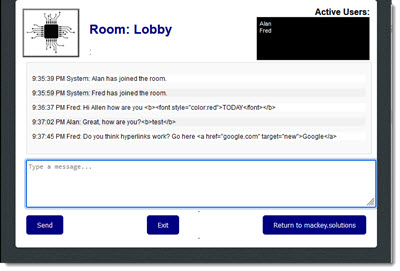 Active Users:
Room: Lobby
Alan
Fred
:
9:35:39 PM System: Alan has joined the room.
9:35:59 PM System: Fred has joined the room.
9:36:37 PM Fred: Hi Allen how are you <b><font style="color:red">TODAY</font></b>
9:37:02 PM Alan: Great, how are you?<b>test</b>
9:37:45 PM Fred: Do you think hyperlinks work? Go here <a href="google.com" target="new">Google</a>
Type a message...
Send
Exit
Return to mackey.solutions